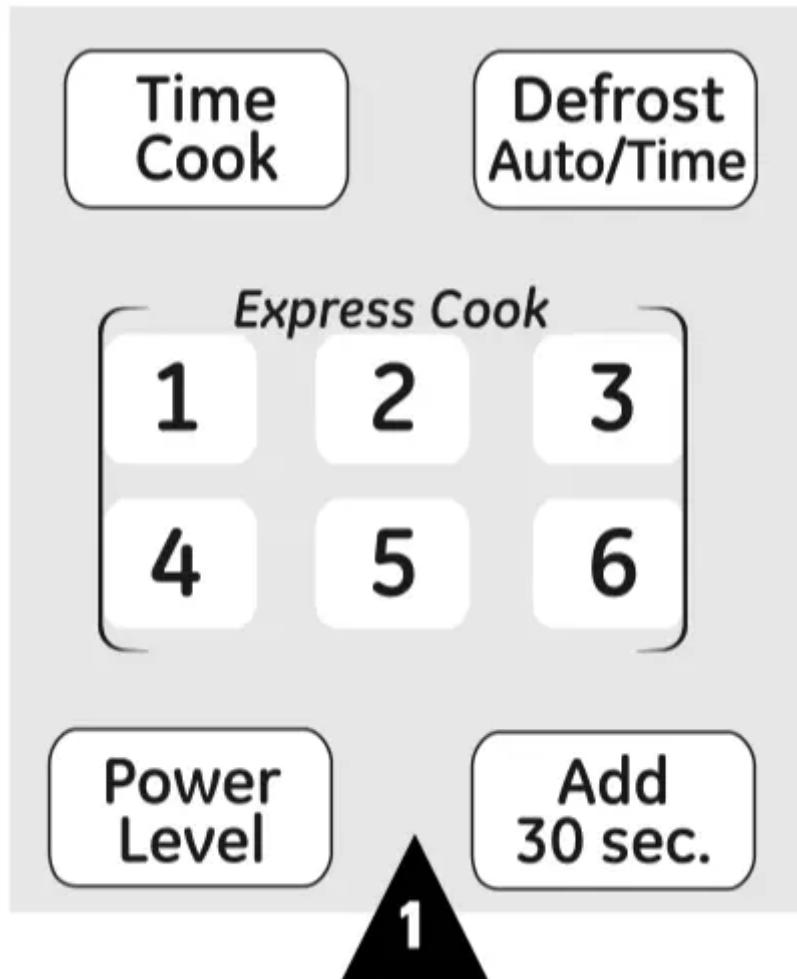 Time
Cook
Defrost
Auto/Time
Express Cook
1 2 3
4 5 6
Power
Level
Add
30 sec.
1